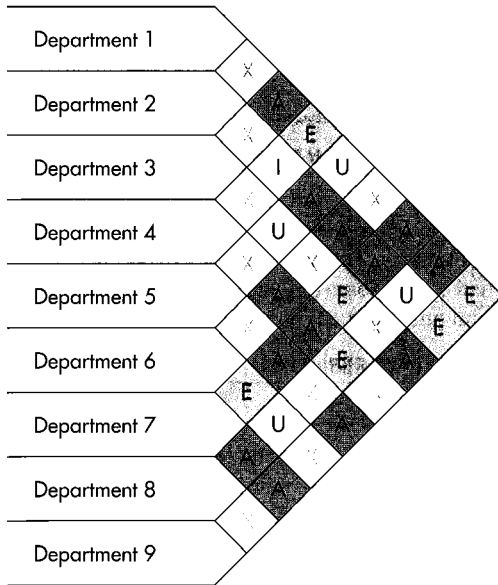 Department 1
X
Department 2 A
X E
Department 3 I U
A X
Department 4 U A A
X X A A
Department 5 A E U E
A X E
Department 6 A E A
E
Department 7 U A
A X
Department 8 A
Department 9